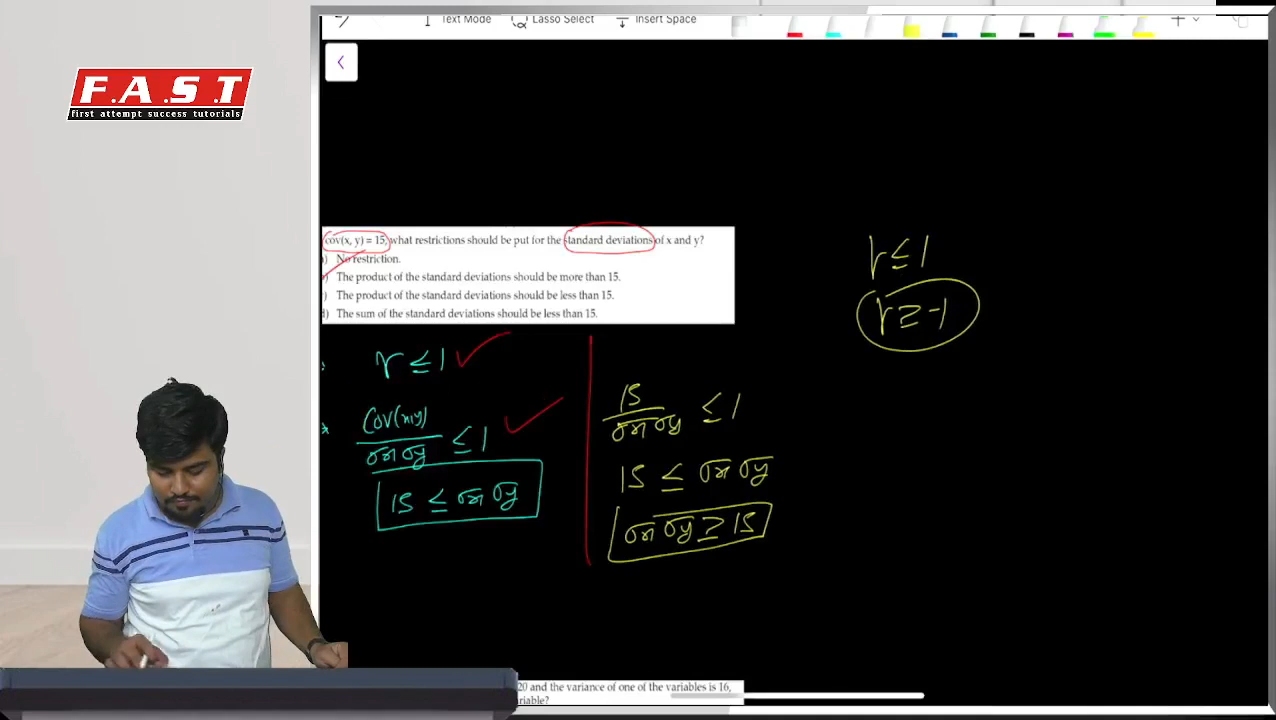 Text Mode
Lasso Select
Insert Space
F.A.S.T
first attempt success tutorials
cov(x, y) = 15, what restrictions should be put for the standard deviations of x and y?
) No restriction.
) The product of the standard deviations should be more than 15.
) The product of the standard deviations should be less than 15.
d) The sum of the standard deviations should be less than 15.
r ≤ 1
r ≥ -1
r ≤ 1
Cov(x,y)
σx σy
≤ 1
15 ≤ σx σy
15
σx σy
≤ 1
15 ≤ σx σy
σx σy ≥ 15
20 and the variance of one of the variables is 16,
riable?